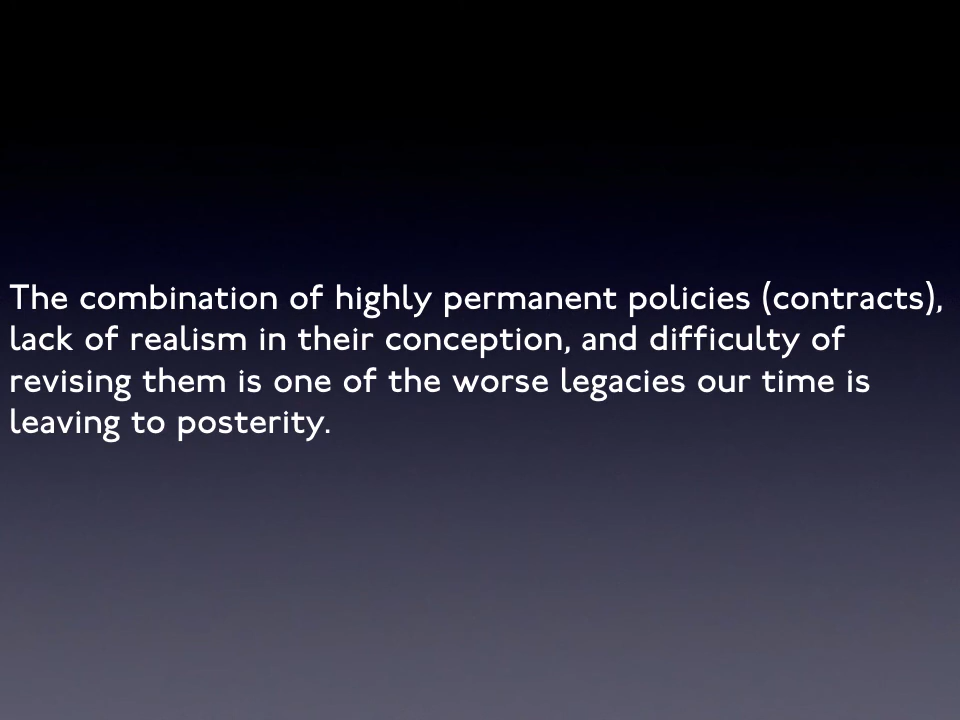 The combination of highly permanent policies (contracts),
lack of realism in their conception, and difficulty of
revising them is one of the worse legacies our time is
leaving to posterity.